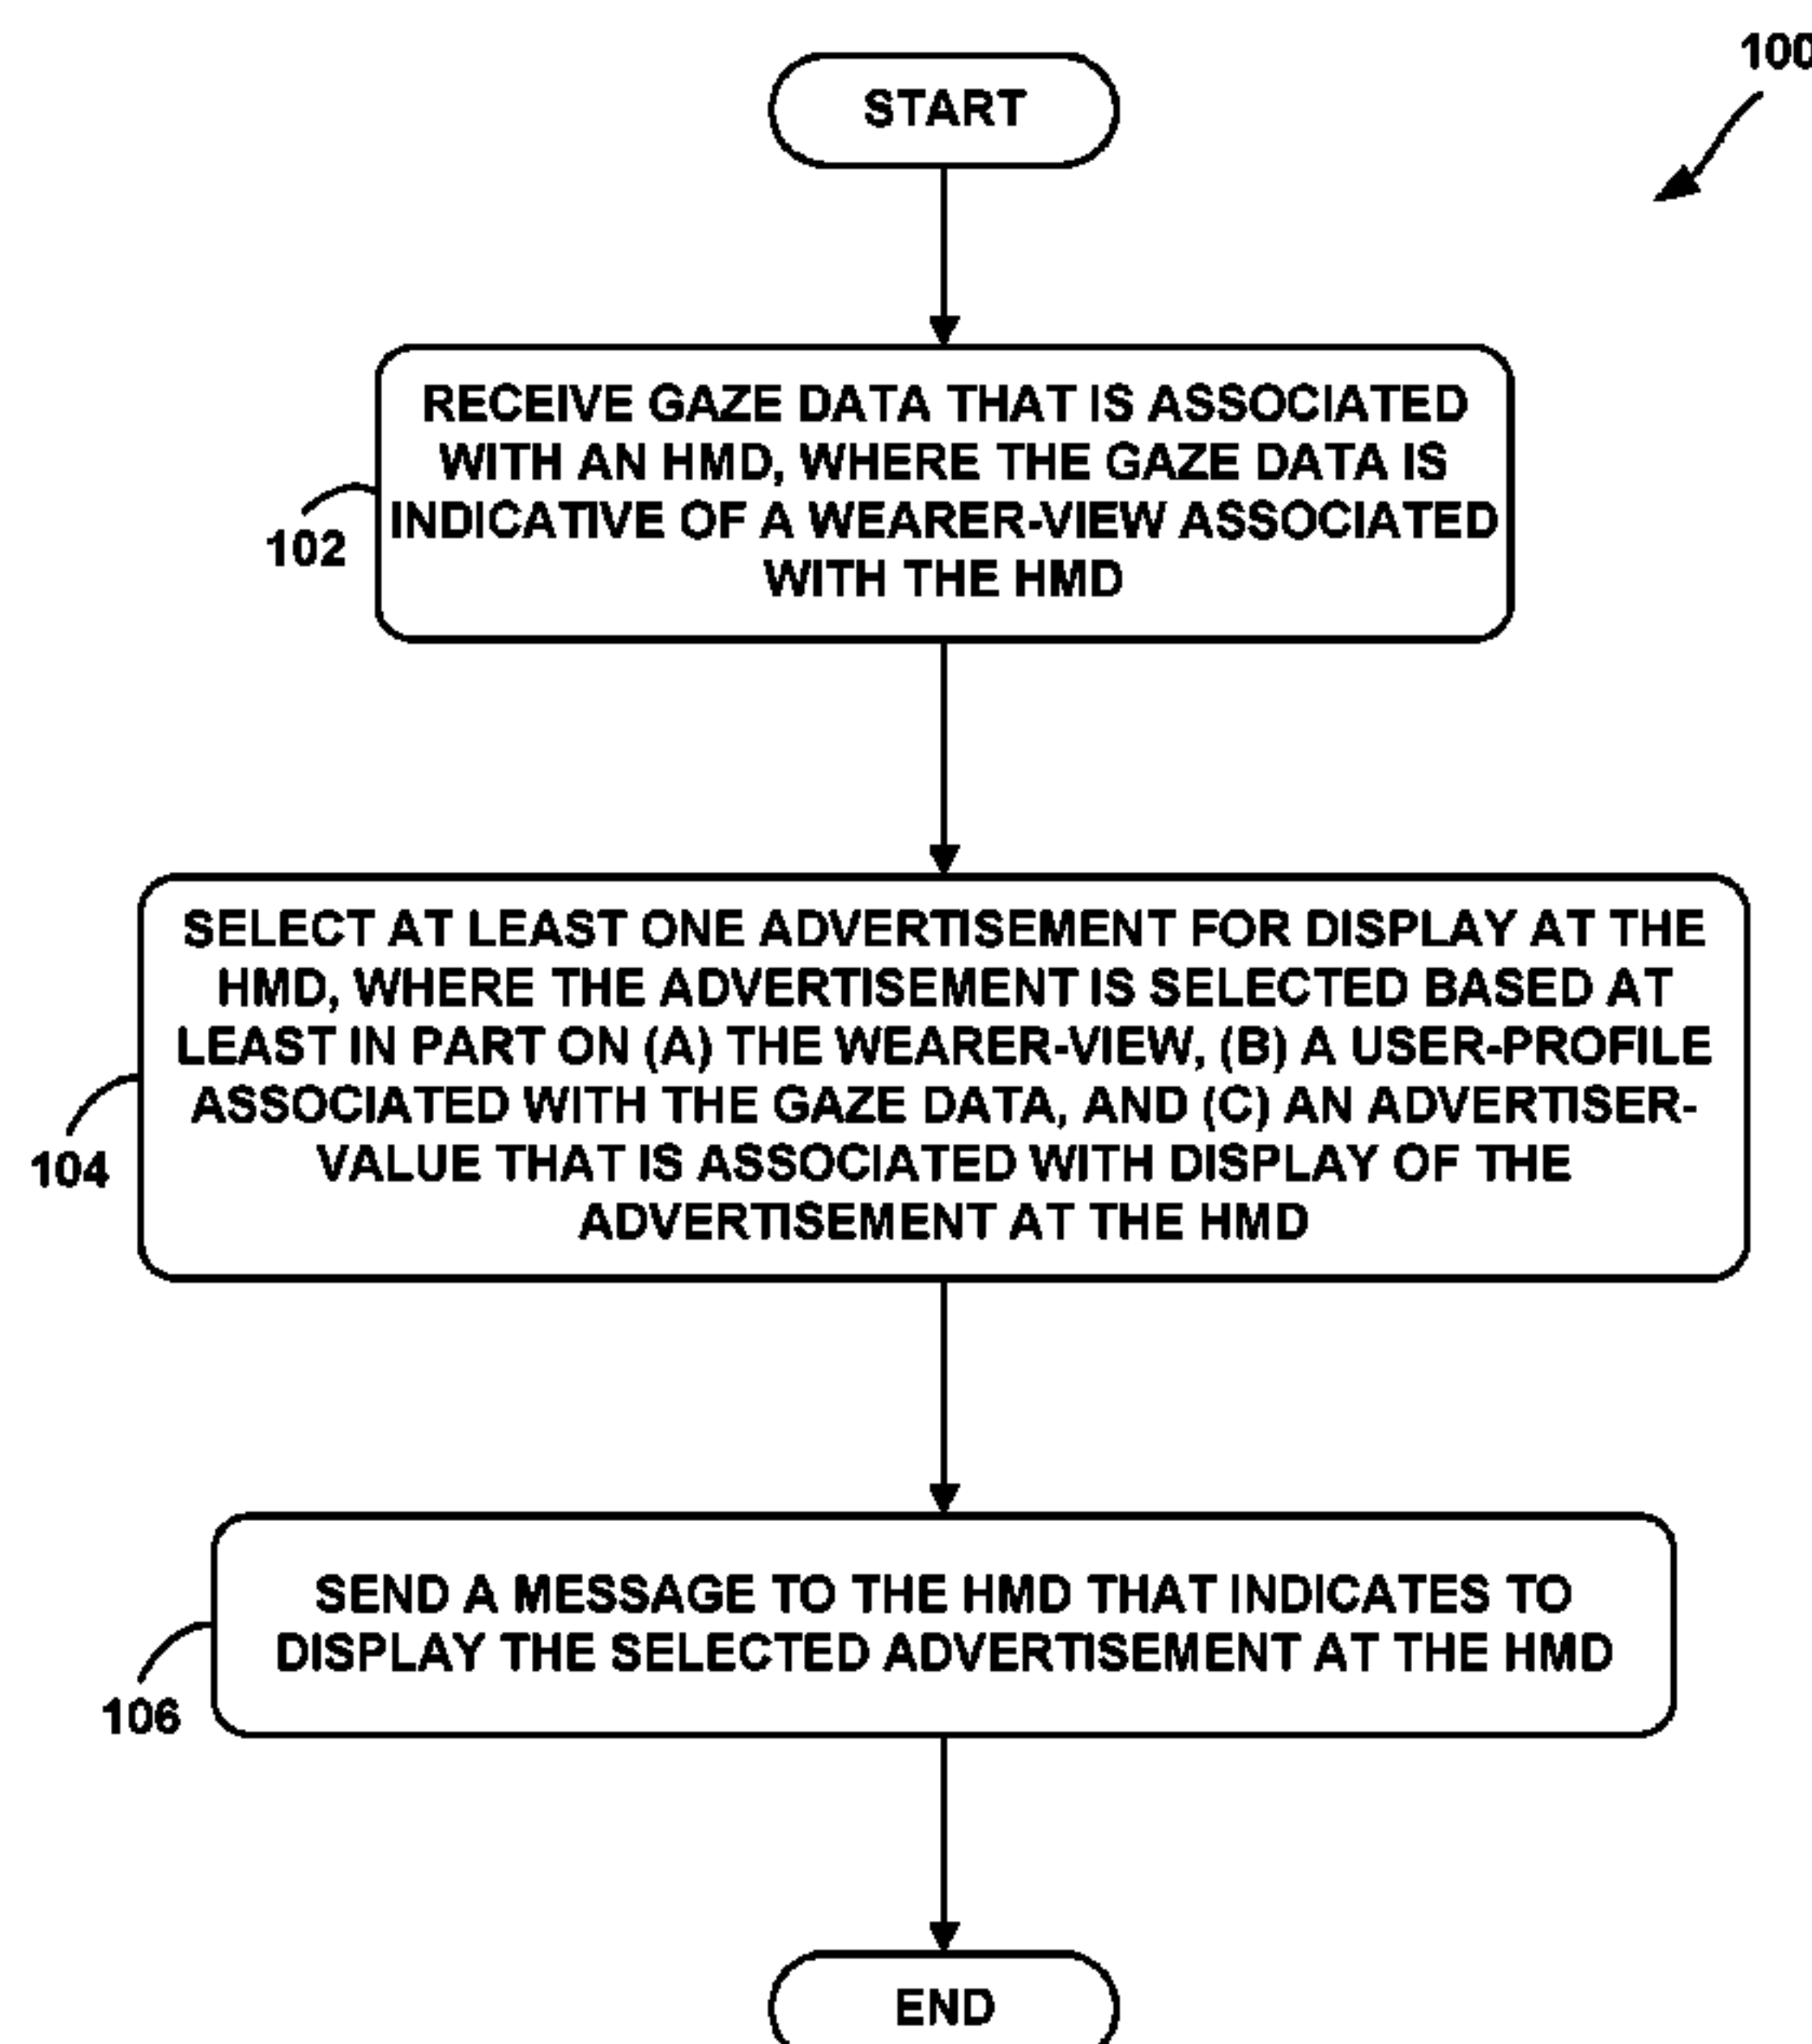 100
START
RECEIVE GAZE DATA THAT IS ASSOCIATED
WITH AN HMD, WHERE THE GAZE DATA IS
INDICATIVE OF A WEARER-VIEW ASSOCIATED
WITH THE HMD
102
SELECT AT LEAST ONE ADVERTISEMENT FOR DISPLAY AT THE
HMD, WHERE THE ADVERTISEMENT IS SELECTED BASED AT
LEAST IN PART ON (A) THE WEARER-VIEW, (B) A USER-PROFILE
ASSOCIATED WITH THE GAZE DATA, AND (C) AN ADVERTISER-
VALUE THAT IS ASSOCIATED WITH DISPLAY OF THE
ADVERTISEMENT AT THE HMD
104
SEND A MESSAGE TO THE HMD THAT INDICATES TO
DISPLAY THE SELECTED ADVERTISEMENT AT THE HMD
106
END